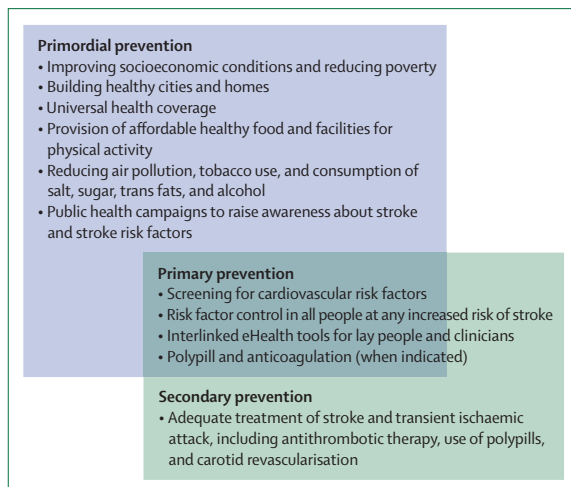 Primordial prevention
• Improving socioeconomic conditions and reducing poverty
• Building healthy cities and homes
• Universal health coverage
• Provision of affordable healthy food and facilities for
physical activity
• Reducing air pollution, tobacco use, and consumption of
salt, sugar, trans fats, and alcohol
• Public health campaigns to raise awareness about stroke
and stroke risk factors
Primary prevention
• Screening for cardiovascular risk factors
• Risk factor control in all people at any increased risk of stroke
• Interlinked eHealth tools for lay people and clinicians
• Polypill and anticoagulation (when indicated)
Secondary prevention
• Adequate treatment of stroke and transient ischaemic
attack, including antithrombotic therapy, use of polypills,
and carotid revascularisation